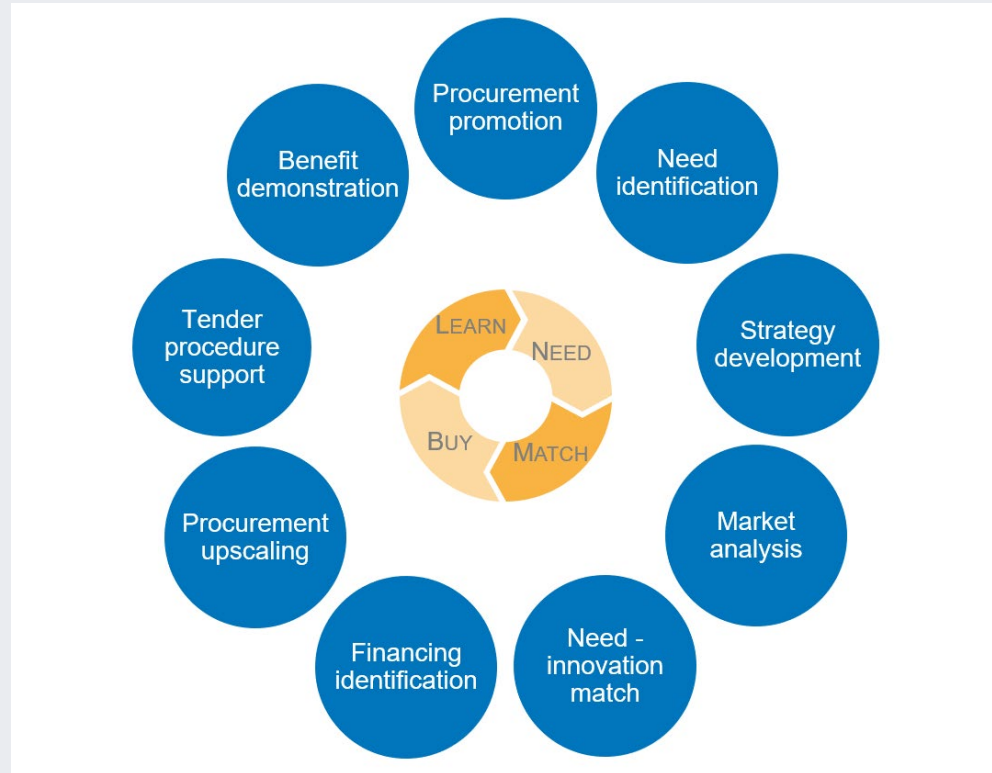 Procurement
promotion
Need
identification
Strategy
development
Market
analysis
Need -
innovation
match
Financing
identification
Procurement
upscaling
Tender
procedure
support
Benefit
demonstration
LEARN
NEED
MATCH
BUY